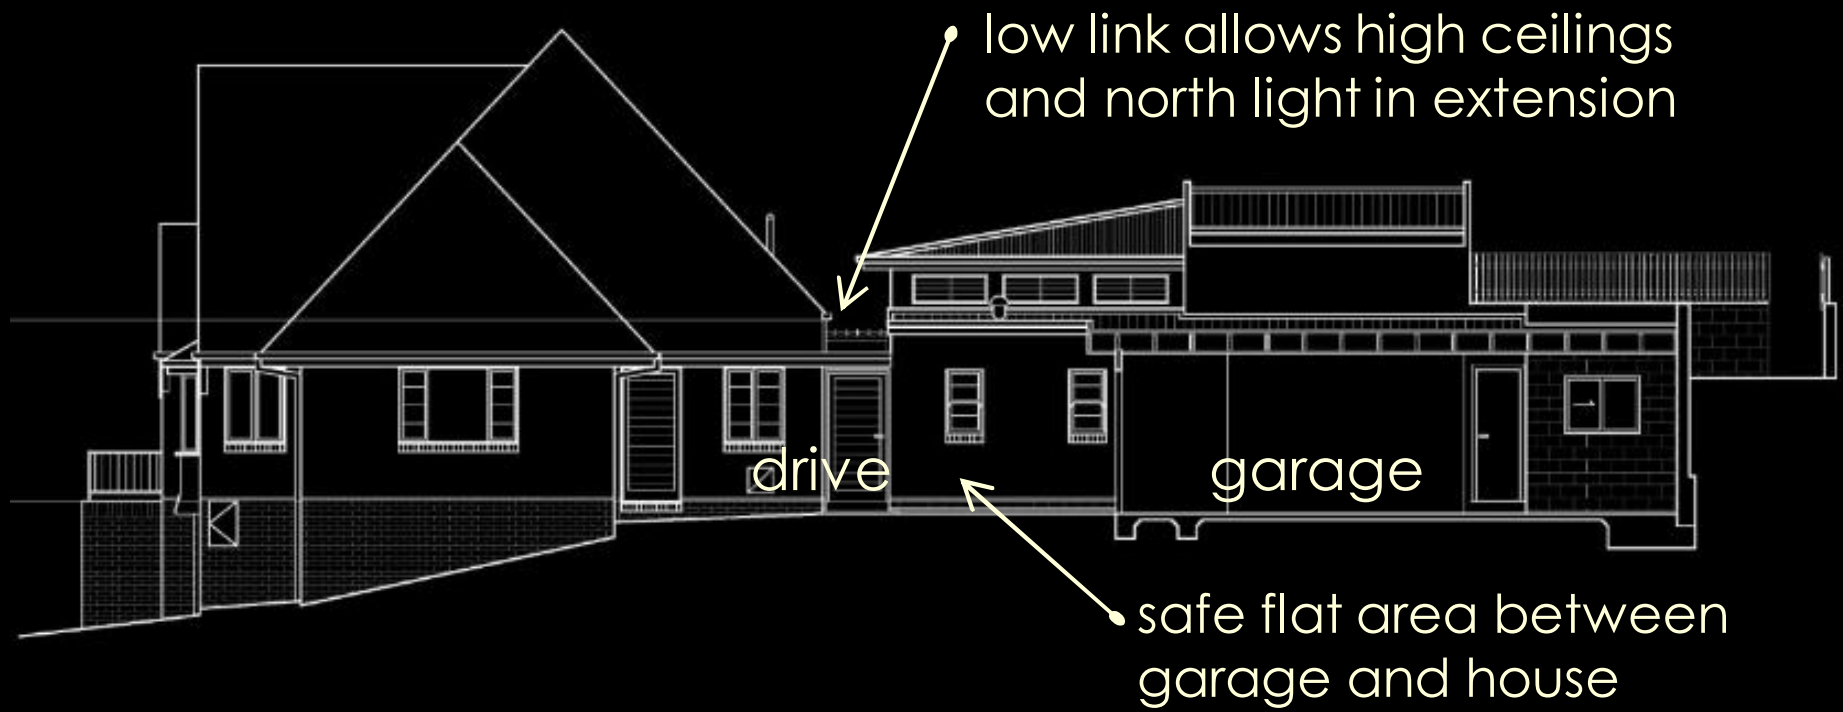 low link allows high ceilings
and north light in extension
drive
garage
safe flat area between
garage and house